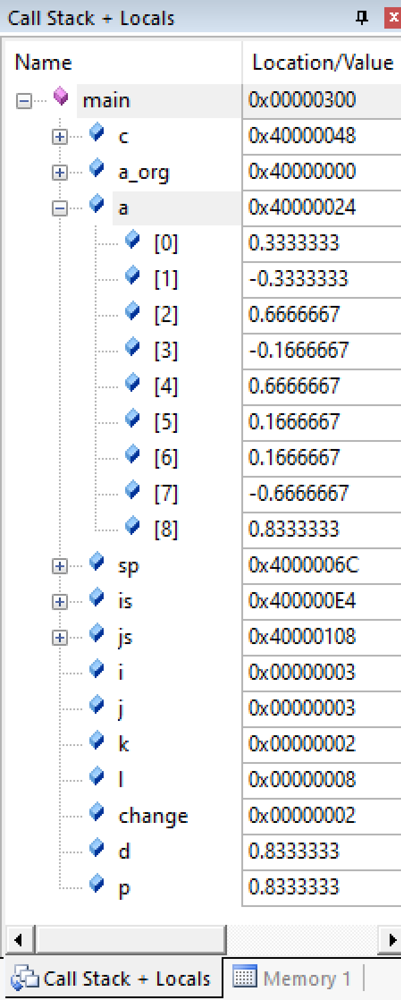 Call Stack + Locals
Name Location/Value
main 0x00000300
c 0x40000048
a_org 0x40000000
a 0x40000024
[0] 0.3333333
[1] -0.3333333
[2] 0.6666667
[3] -0.1666667
[4] 0.6666667
[5] 0.1666667
[6] 0.1666667
[7] -0.6666667
[8] 0.8333333
sp 0x4000006C
is 0x400000E4
js 0x40000108
i 0x00000003
j 0x00000003
k 0x00000002
l 0x00000008
change 0x00000002
d 0.8333333
p 0.8333333
Call Stack + Locals Memory 1